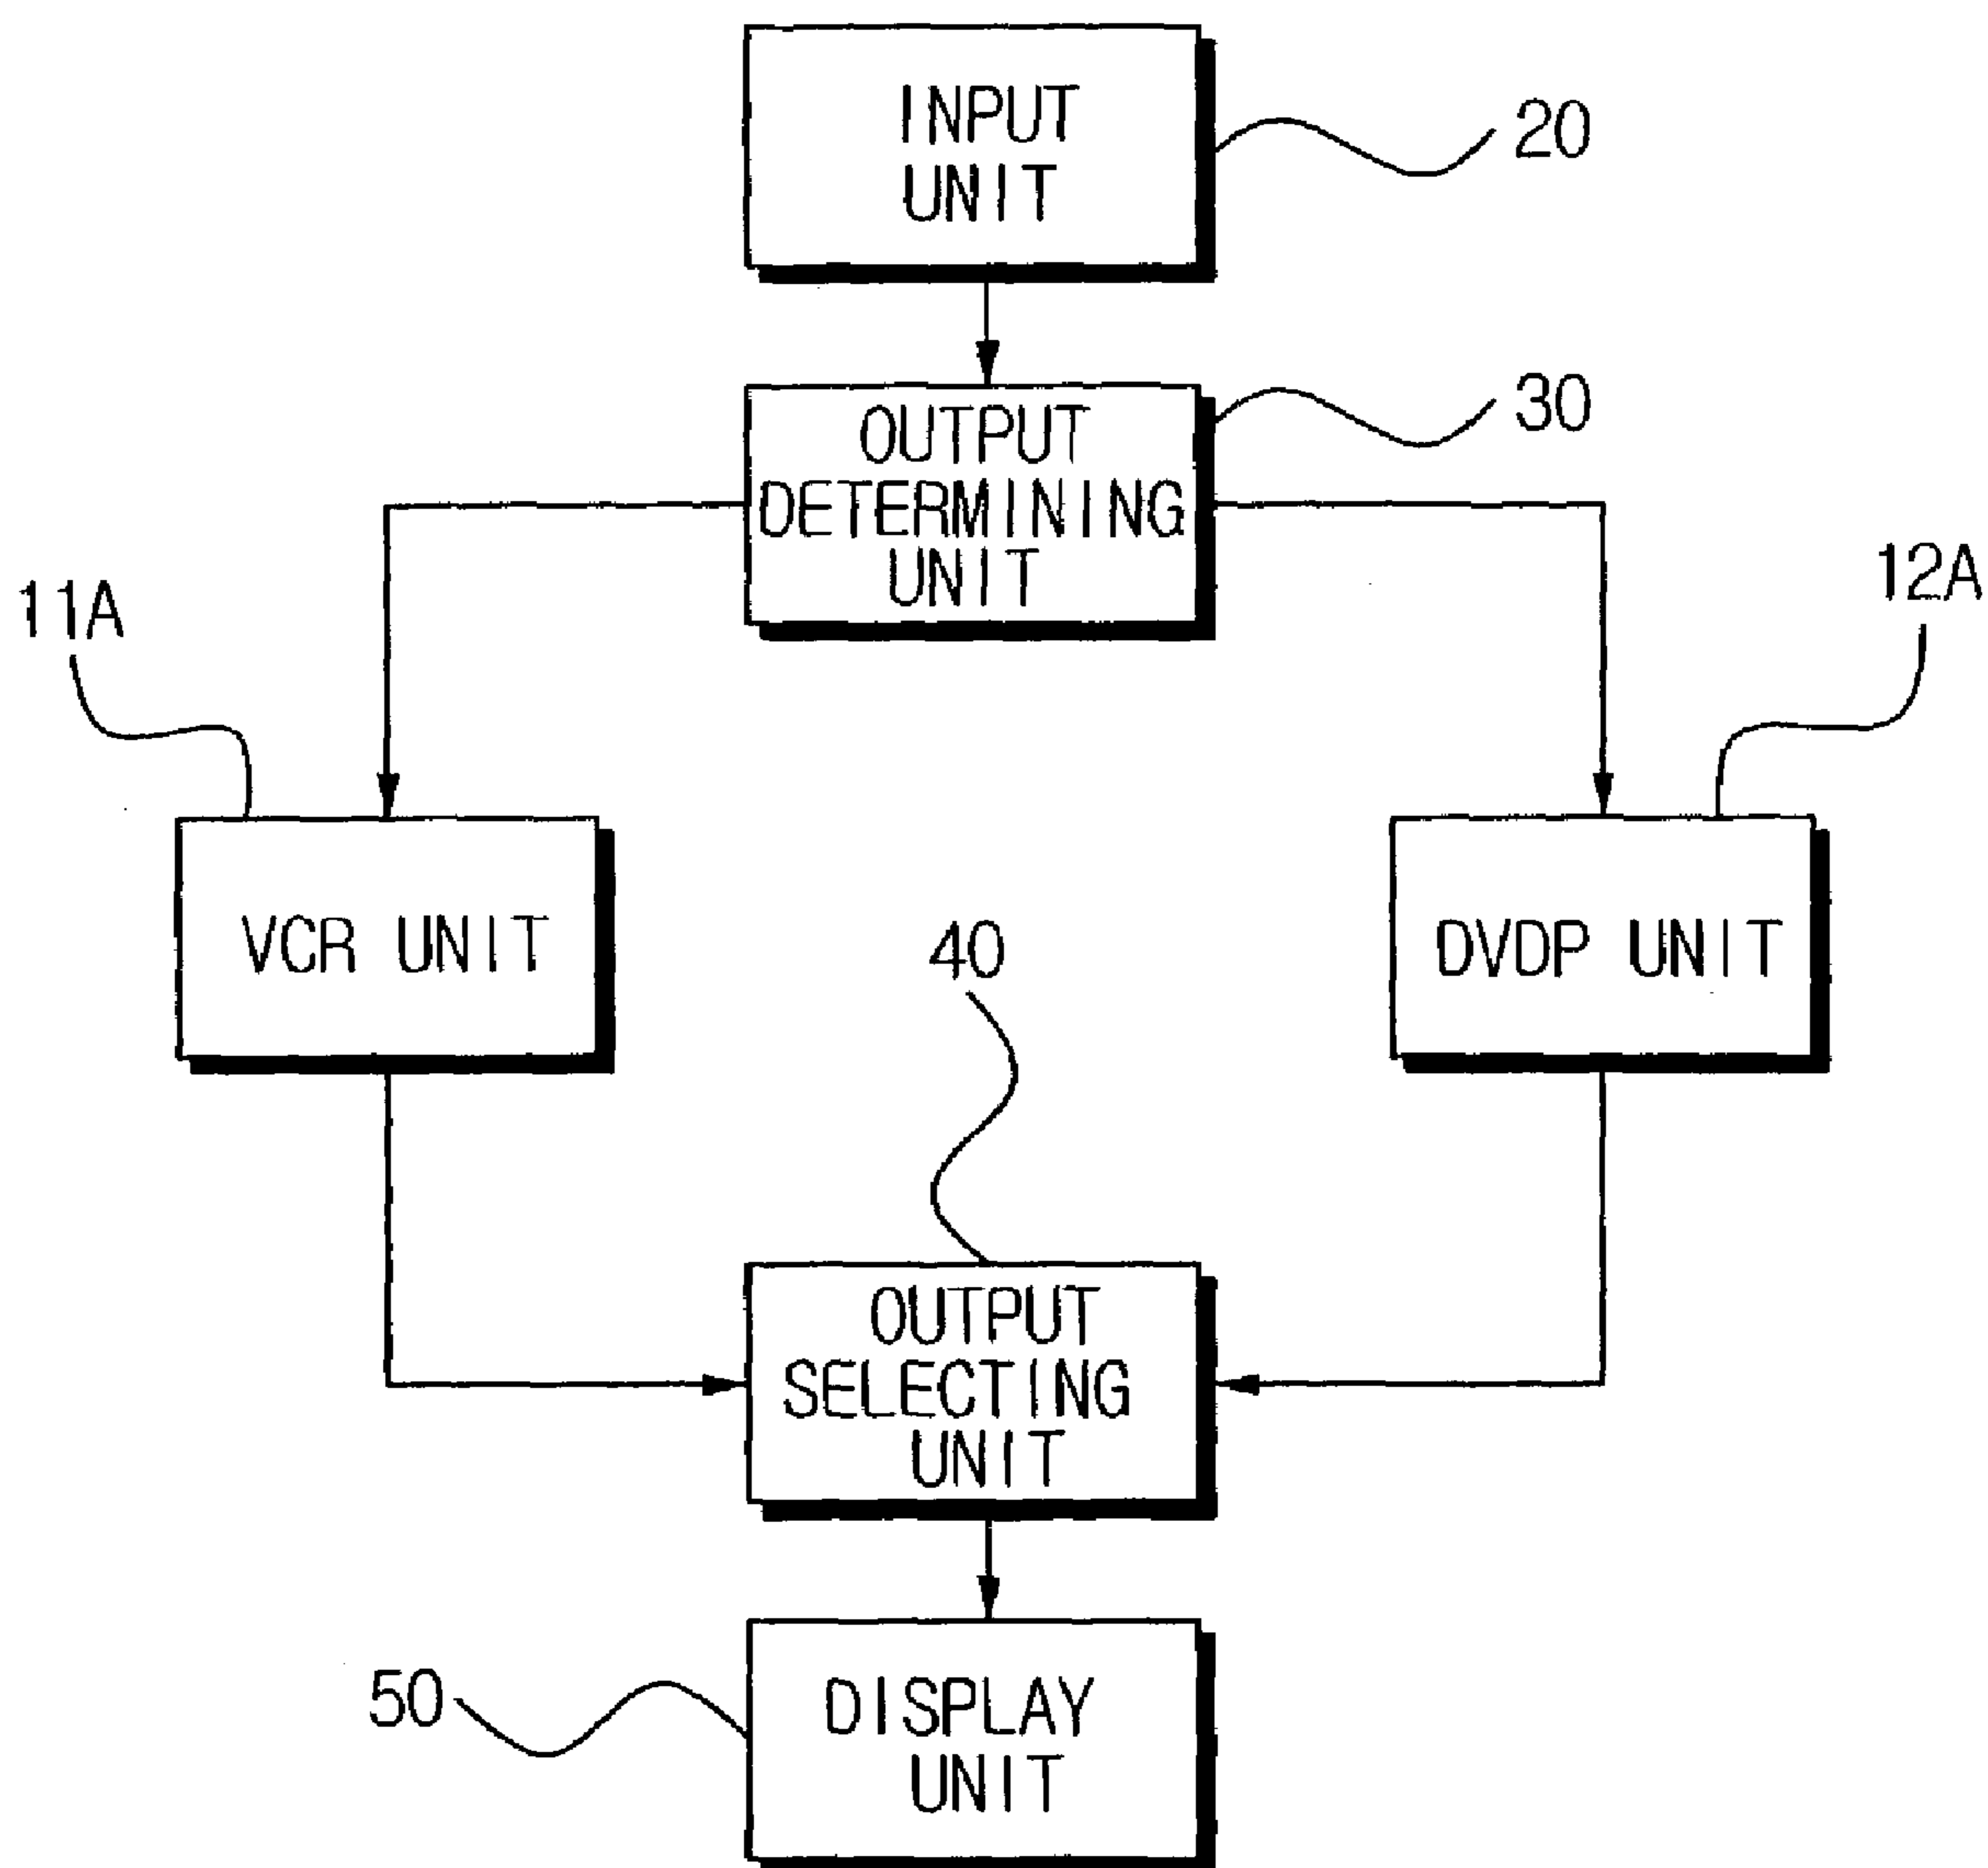 INPUT
UNIT
20
OUTPUT
DETERMINING
UNIT
30
11A
12A
VCR UNIT
DVDP UNIT
40
OUTPUT
SELECTING
UNIT
50
DISPLAY
UNIT